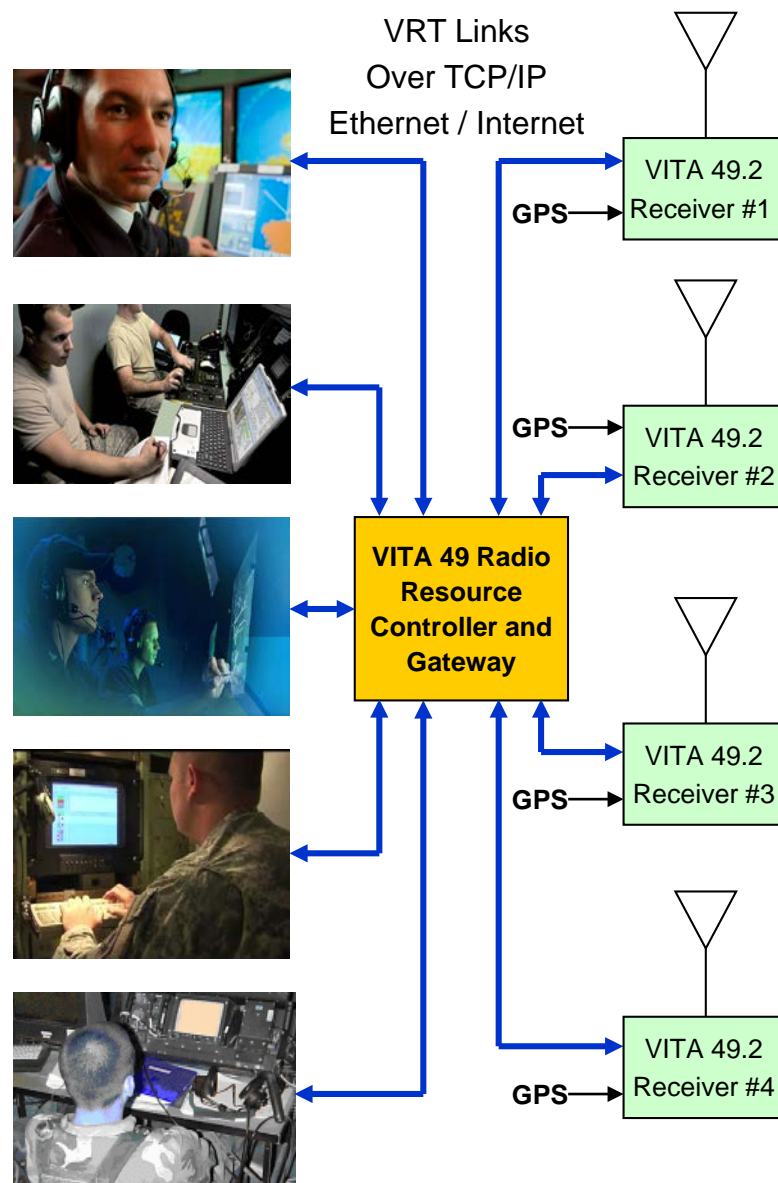 VRT Links
Over TCP/IP
Ethernet / Internet
VITA 49.2
Receiver #1
GPS
VITA 49.2
Receiver #2
GPS
VITA 49 Radio
Resource
Controller and
Gateway
VITA 49.2
Receiver #3
GPS
VITA 49.2
Receiver #4
GPS